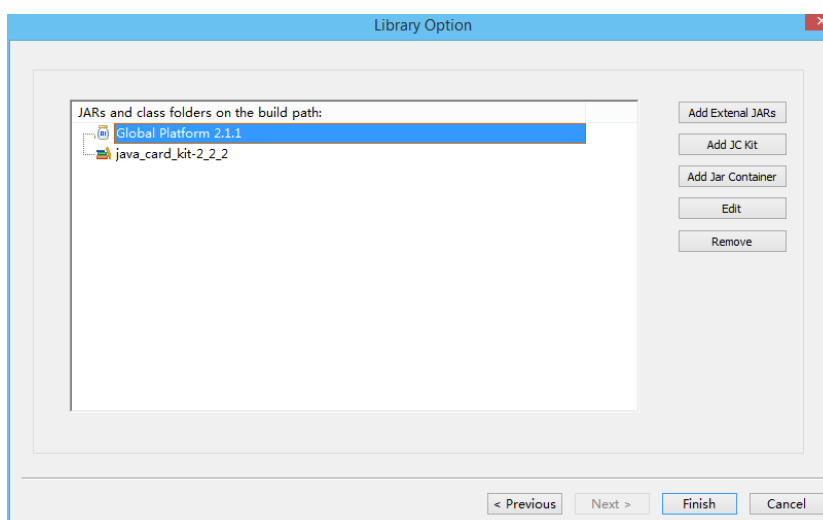 Library Option
JARs and class folders on the build path:
Global Platform 2.1.1
java_card_kit-2_2_2
Add Extenal JARs
Add JC Kit
Add Jar Container
Edit
Remove
< Previous
Next >
Finish
Cancel